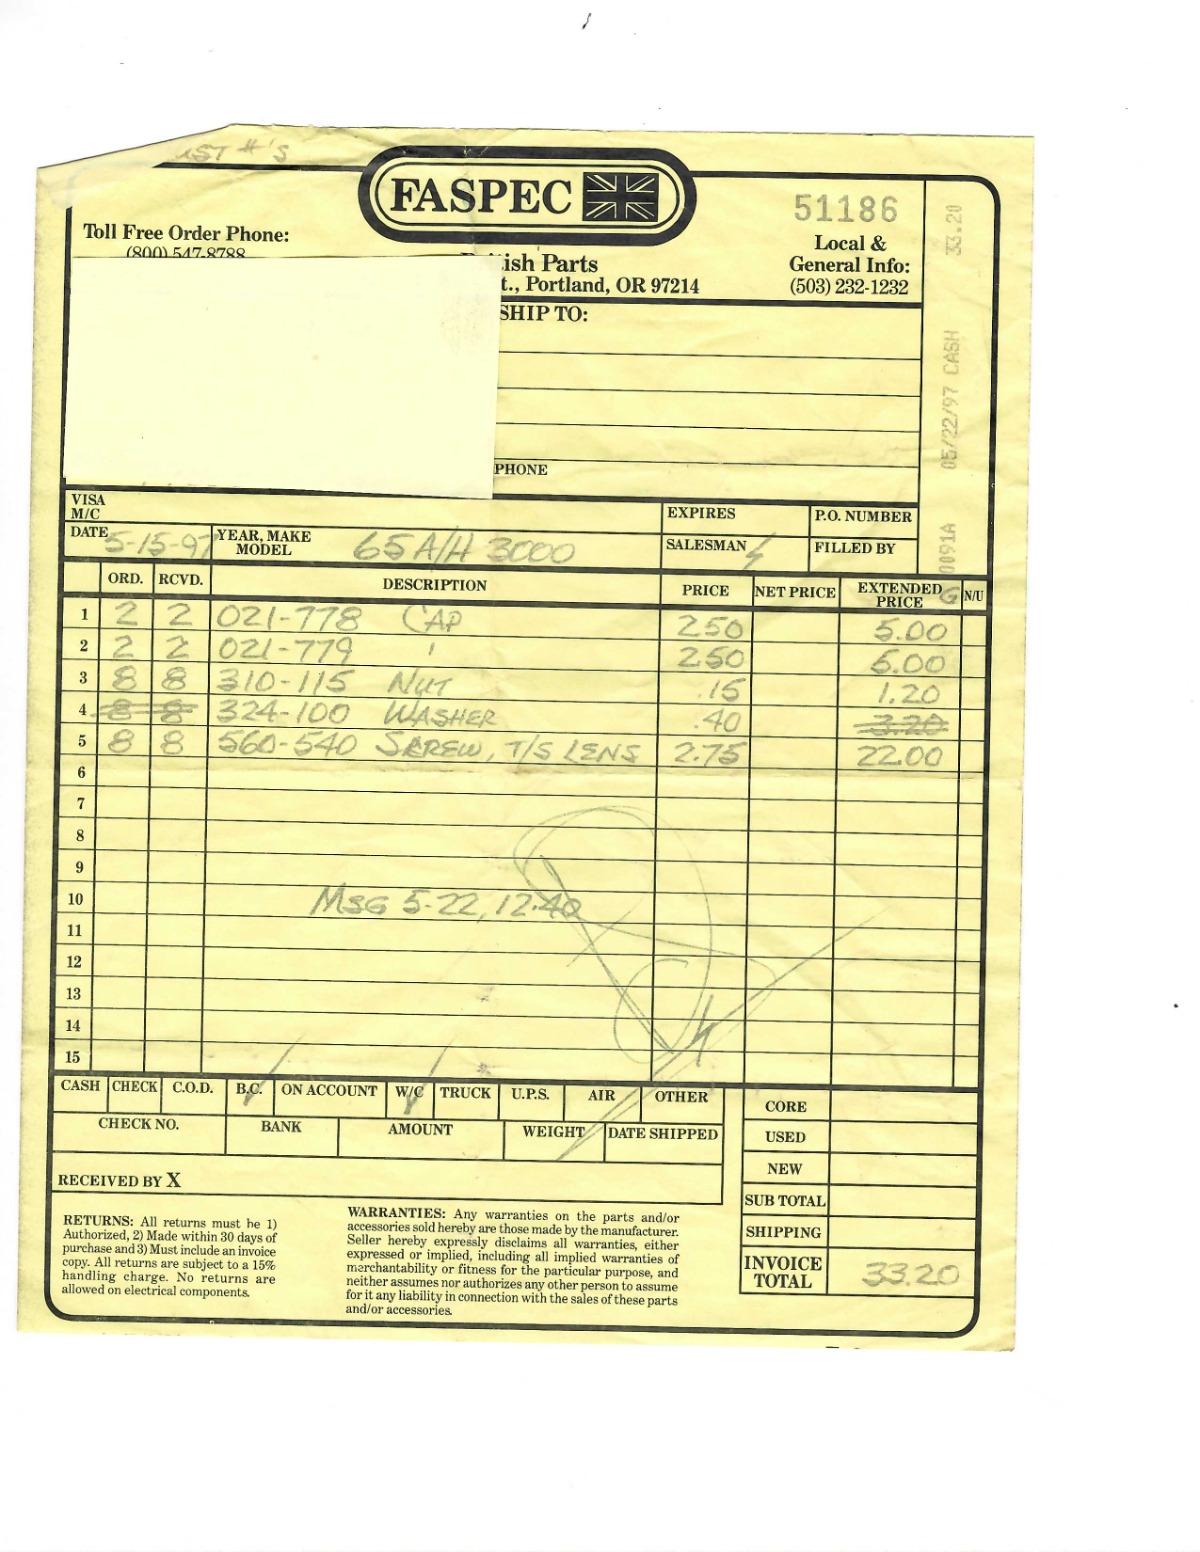 #'S
FASPEC
51186
Toll Free Order Phone:
(800) 547-8788
Local &
General Info:
(503) 232-1232
Parts
Portland, OR 97214
SHIP TO:
PHONE
0091A 05/22/97 CASH 33.20
VISA
M/C
EXPIRES
P.O. NUMBER
DATE 5-15-97
YEAR, MAKE
MODEL 65 A/H 3000
SALESMAN
FILLED BY
ORD. RCVD. DESCRIPTION PRICE NET PRICE EXTENDED PRICE G N/U
1 2 2 021-778 CAP 2.50 5.00
2 2 2 021-779 " 2.50 5.00
3 8 8 310-115 NUT .15 1.20
4 8 8 324-100 WASHER .40 3.20
5 8 8 560-540 SCREW, T/S LENS 2.75 22.00
6
7
8
9
10 MSG 5-22, 12:40
11
12
13
14
15
CASH CHECK C.O.D. B.C. ON ACCOUNT W/C TRUCK U.P.S. AIR OTHER
CHECK NO. BANK AMOUNT WEIGHT DATE SHIPPED
RECEIVED BY X
CORE
USED
NEW
SUB TOTAL
SHIPPING
INVOICE
TOTAL 33.20
RETURNS: All returns must be 1)
Authorized, 2) Made within 30 days of
purchase and 3) Must include an invoice
copy. All returns are subject to a 15%
handling charge. No returns are
allowed on electrical components.
WARRANTIES: Any warranties on the parts and/or
accessories sold hereby are those made by the manufacturer.
Seller hereby expressly disclaims all warranties, either
expressed or implied, including all implied warranties of
merchantability or fitness for the particular purpose, and
neither assumes nor authorizes any other person to assume
for it any liability in connection with the sales of these parts
and/or accessories.